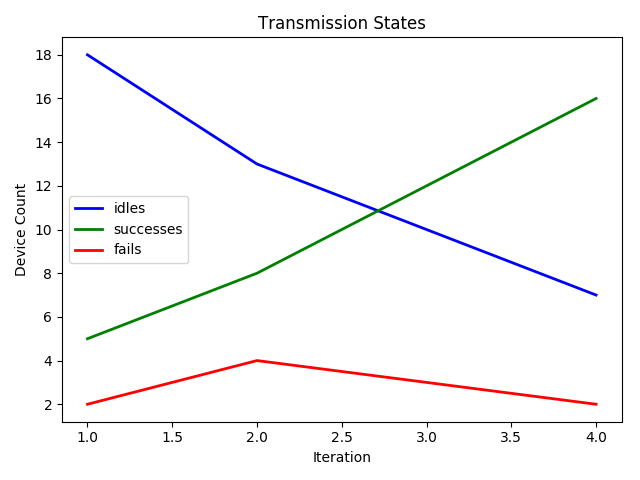 Transmission States
Device Count
18
16
14
12
10
8
6
4
2
idles
successes
fails
1.0 1.5 2.0 2.5 3.0 3.5 4.0
Iteration